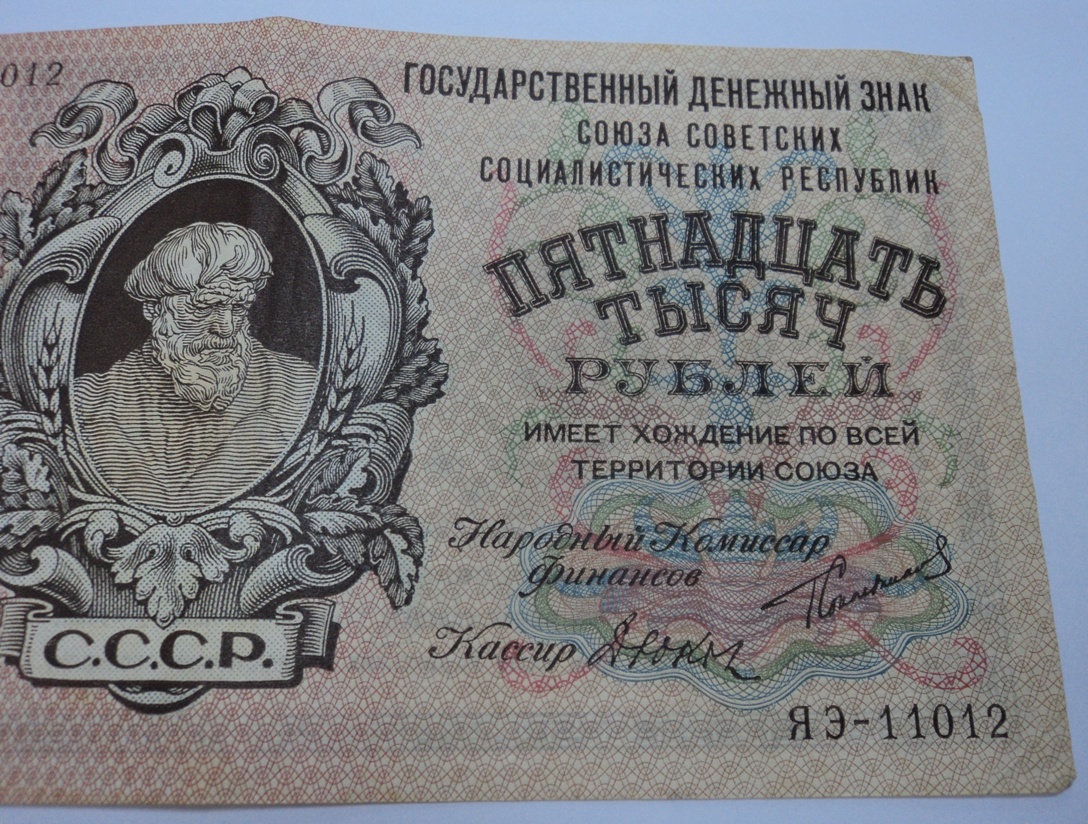 012
ГОСУДАРСТВЕННЫЙ ДЕНЕЖНЫЙ ЗНАК
СОЮЗА СОВЕТСКИХ
СОЦИАЛИСТИЧЕСКИХ РЕСПУБЛИК
ПЯТНАДЦАТЬ
ТЫСЯЧ
РУБЛЕЙ
ИМЕЕТ ХОЖДЕНИЕ ПО ВСЕЙ
ТЕРРИТОРИИ СОЮЗА
Народный Комиссар
Финансов
Кассир
С.С.С.Р.
ЯЭ-11012